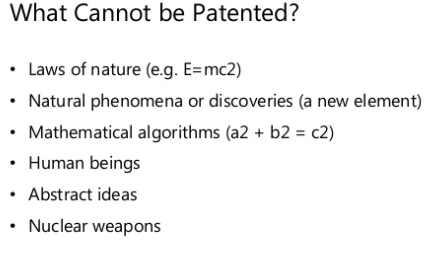 What Cannot be Patented?
• Laws of nature (e.g. E=mc2)
• Natural phenomena or discoveries (a new element)
• Mathematical algorithms (a2 + b2 = c2)
• Human beings
• Abstract ideas
• Nuclear weapons